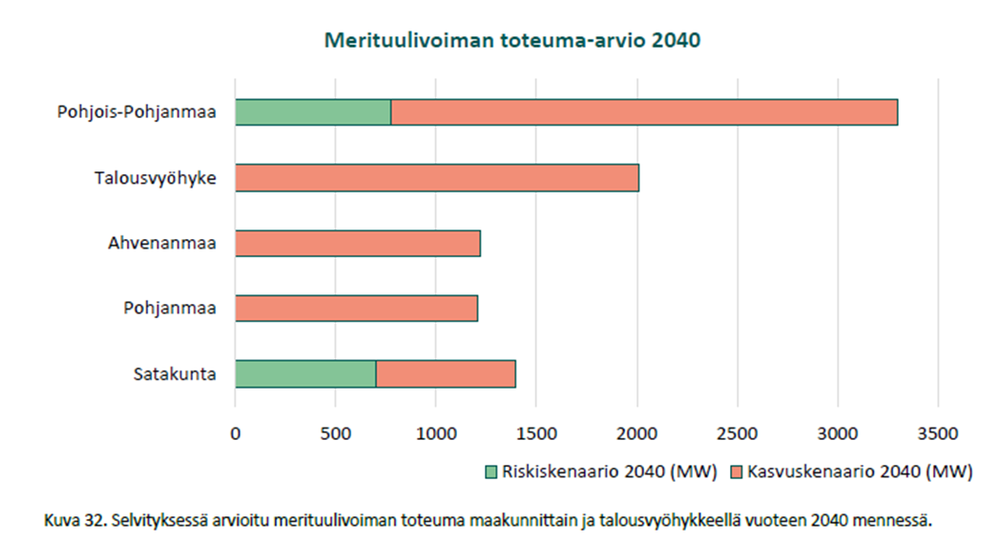 Merituulivoiman toteuma-arvio 2040
Pohjois-Pohjanmaa
Talousvyöhyke
Ahvenanmaa
Pohjanmaa
Satakunta
0 500 1000 1500 2000 2500 3000 3500
Riskiskenaario 2040 (MW) Kasvuskenaario 2040 (MW)
Kuva 32. Selvityksessä arvioitu merituulivoiman toteuma maakunnittain ja talousvyöhykkeellä vuoteen 2040 mennessä.